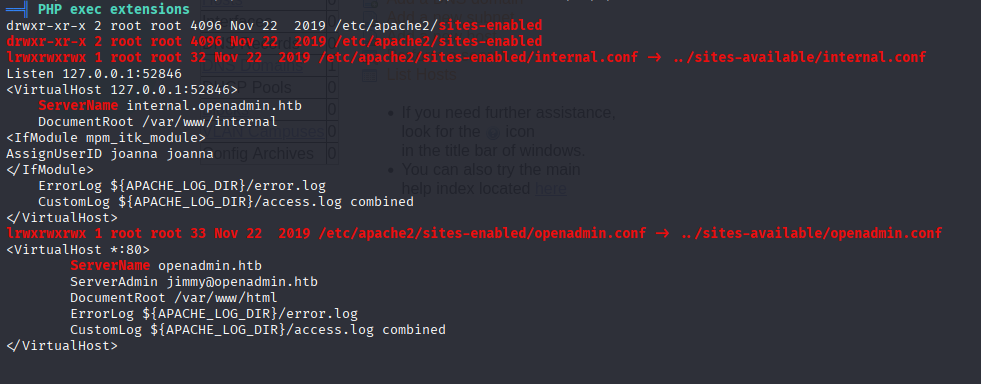 ══╣ PHP exec extensions
drwxr-xr-x 2 root root 4096 Nov 22  2019 /etc/apache2/sites-enabled
drwxr-xr-x 2 root root 4096 Nov 22  2019 /etc/apache2/sites-enabled
lrwxrwxrwx 1 root root 32 Nov 22  2019 /etc/apache2/sites-enabled/internal.conf -> ../sites-available/internal.conf
Listen 127.0.0.1:52846
<VirtualHost 127.0.0.1:52846>
    ServerName internal.openadmin.htb
    DocumentRoot /var/www/internal
<IfModule mpm_itk_module>
AssignUserID joanna joanna
</IfModule>
    ErrorLog ${APACHE_LOG_DIR}/error.log
    CustomLog ${APACHE_LOG_DIR}/access.log combined
</VirtualHost>
lrwxrwxrwx 1 root root 33 Nov 22  2019 /etc/apache2/sites-enabled/openadmin.conf -> ../sites-available/openadmin.conf
<VirtualHost *:80>
        ServerName openadmin.htb
        ServerAdmin jimmy@openadmin.htb
        DocumentRoot /var/www/html
        ErrorLog ${APACHE_LOG_DIR}/error.log
        CustomLog ${APACHE_LOG_DIR}/access.log combined
</VirtualHost>
Pools 0
Config Archives 0
List Hosts
If you need further assistance,
look for the icon
in the title bar of windows.
You can also try the main
help index located here